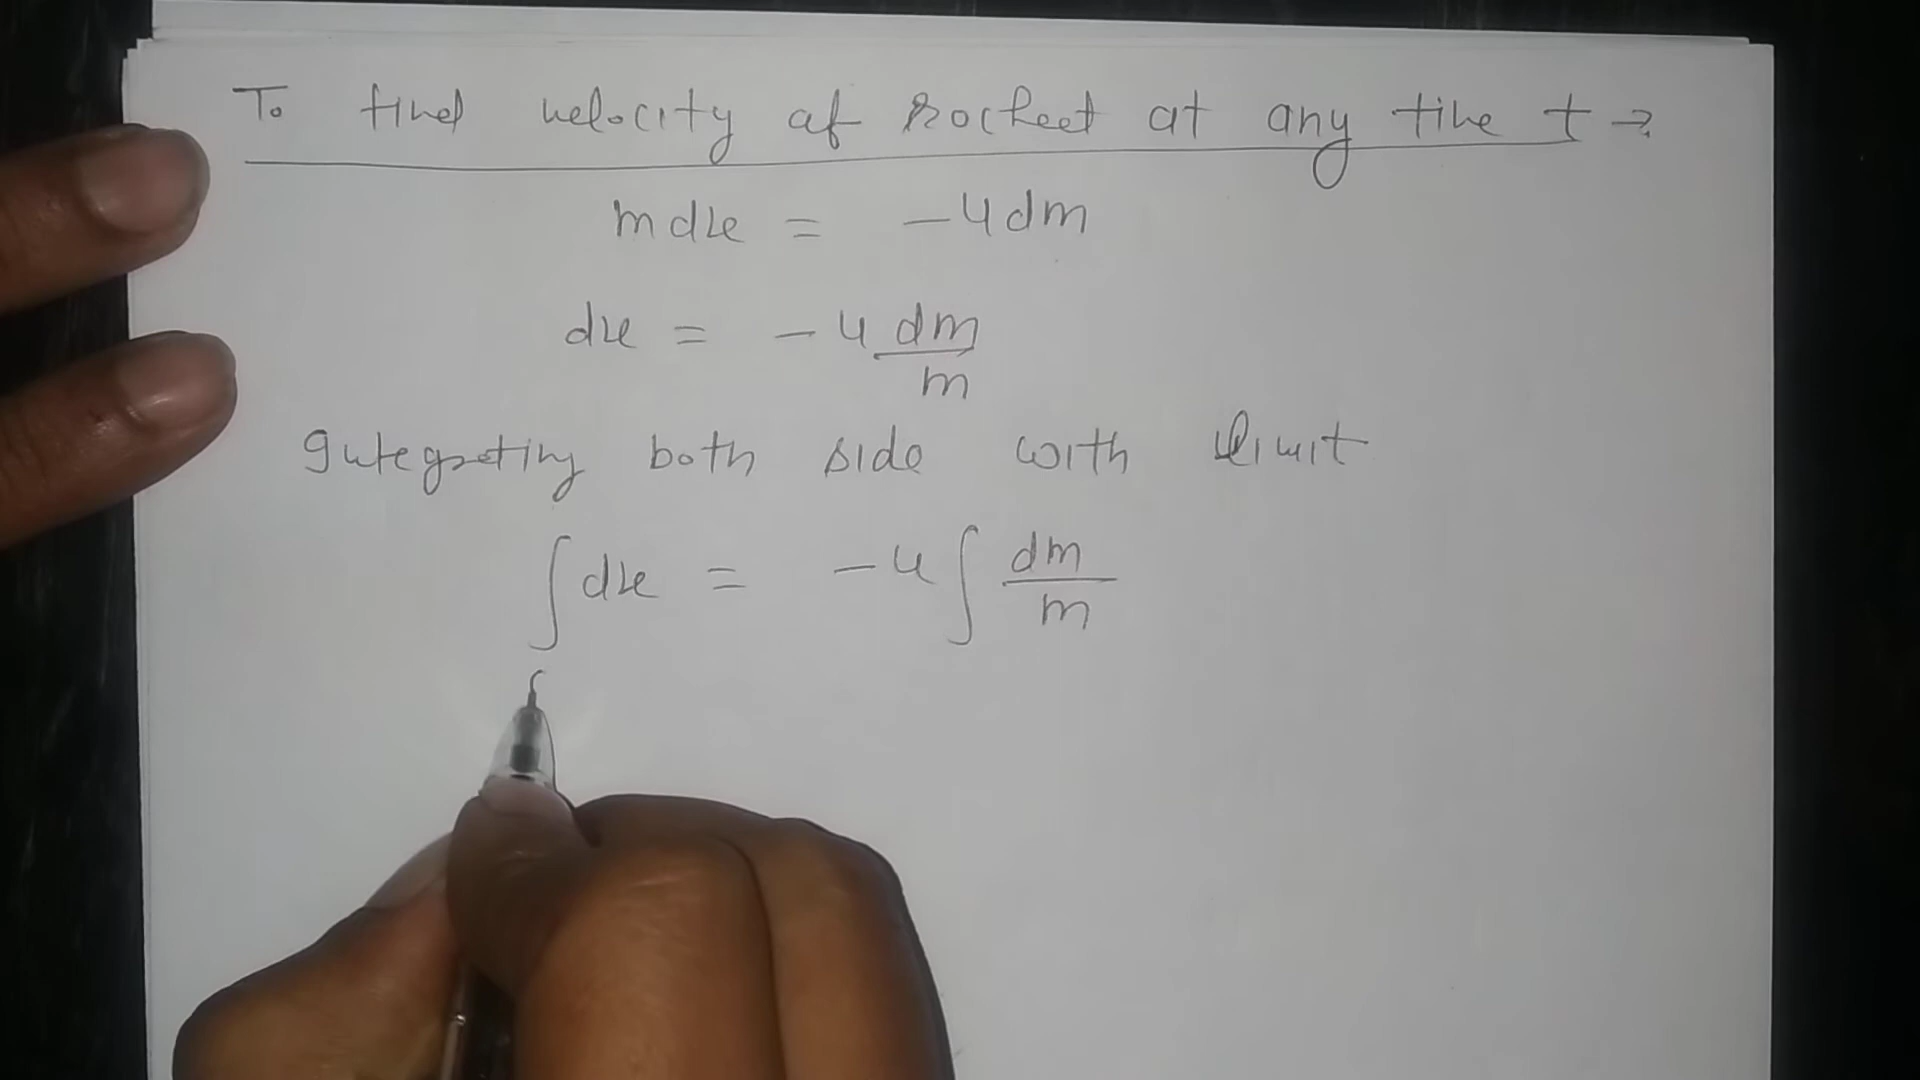 To find velocity of Rocket at any time t →
mdv = -udm
dv = -u dm/m
Integrating both side with limit
∫dv = -u∫ dm/m